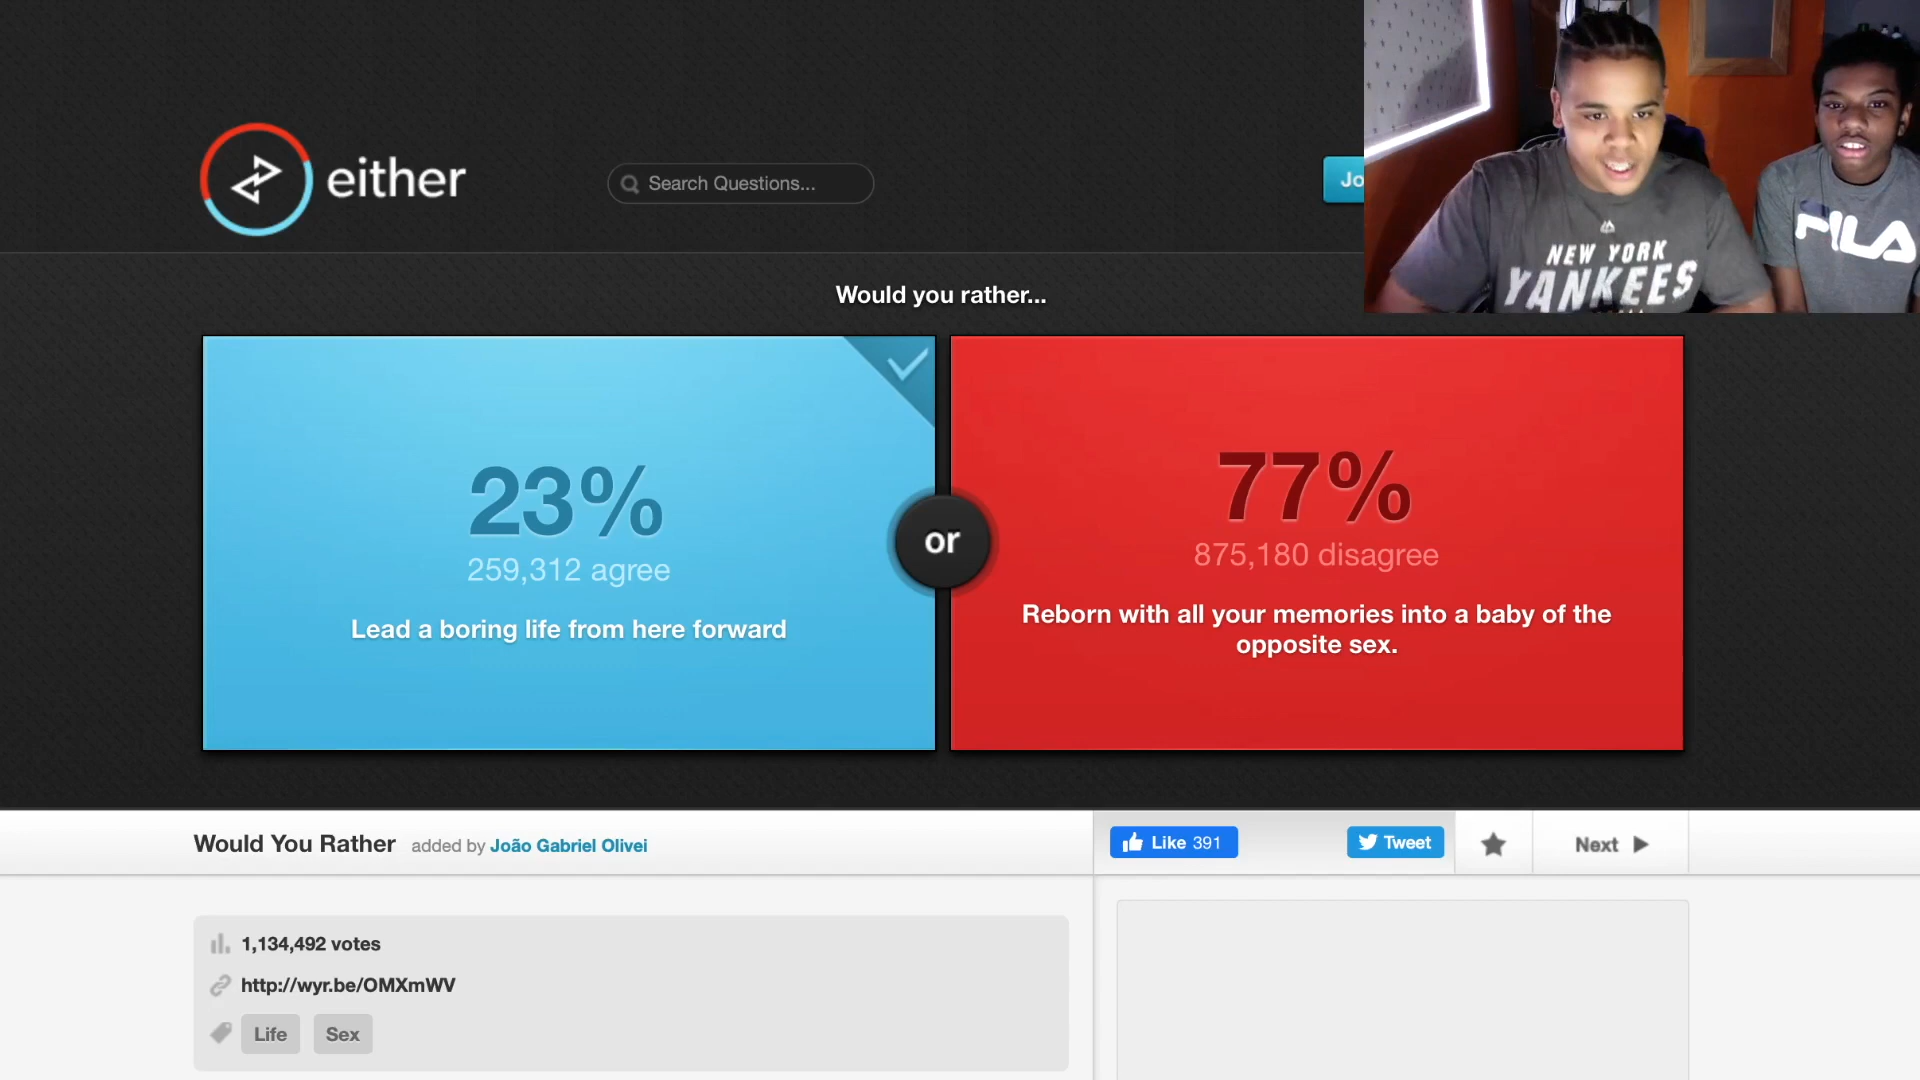 either
Search Questions...
Jo
NEW YORK
YANKEES
FILA
Would you rather...
23%
259,312 agree
Lead a boring life from here forward
or
77%
875,180 disagree
Reborn with all your memories into a baby of the
opposite sex.
Would You Rather added by João Gabriel Olivei
Like 391
Tweet
Next
1,134,492 votes
http://wyr.be/OMXmWV
Life
Sex